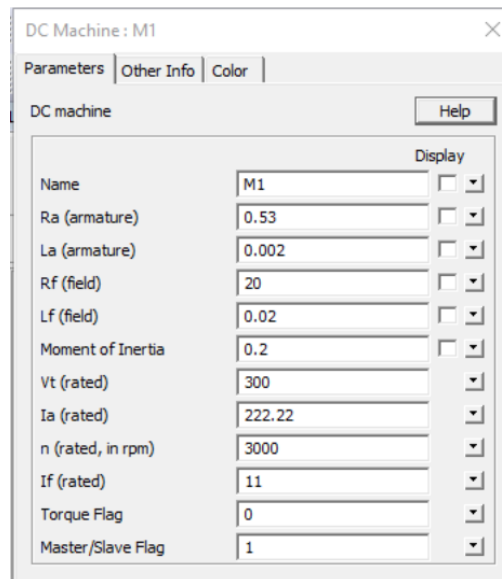 DC Machine : M1
Parameters Other Info Color
DC machine Help
Display
Name M1
Ra (armature) 0.53
La (armature) 0.002
Rf (field) 20
Lf (field) 0.02
Moment of Inertia 0.2
Vt (rated) 300
Ia (rated) 222.22
n (rated, in rpm) 3000
If (rated) 11
Torque Flag 0
Master/Slave Flag 1